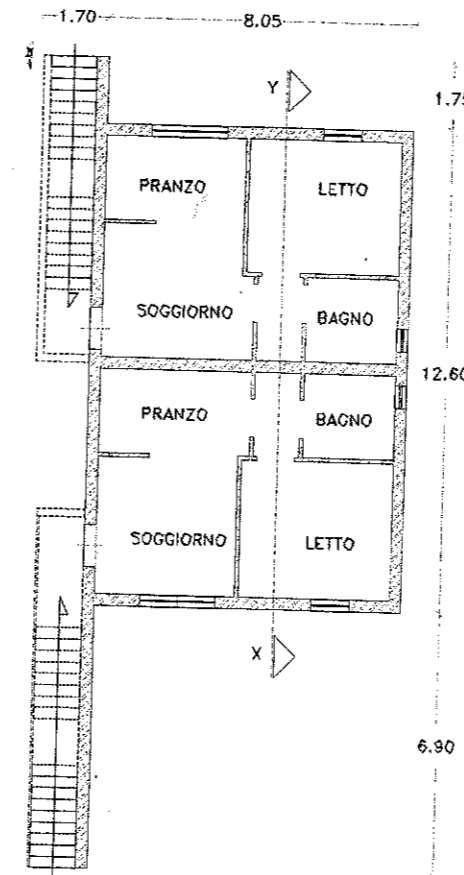 1.70 8.05
Y
1.75
PRANZO LETTO
SOGGIORNO BAGNO
12.60
PRANZO BAGNO
SOGGIORNO LETTO
X
6.90